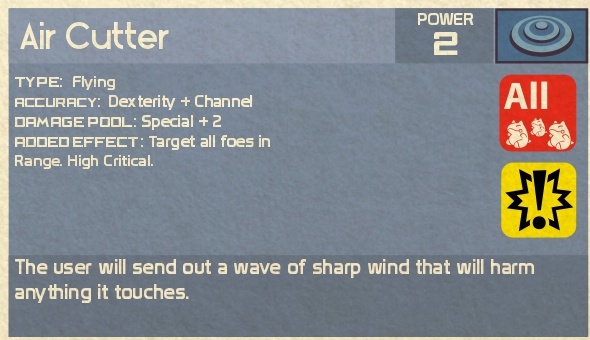 Air Cutter
POWER
2
TYPE: Flying
ACCURACY: Dexterity + Channel
DAMAGE POOL: Special + 2
ADDED EFFECT: Target all foes in
Range. High Critical.
All
The user will send out a wave of sharp wind that will harm
anything it touches.